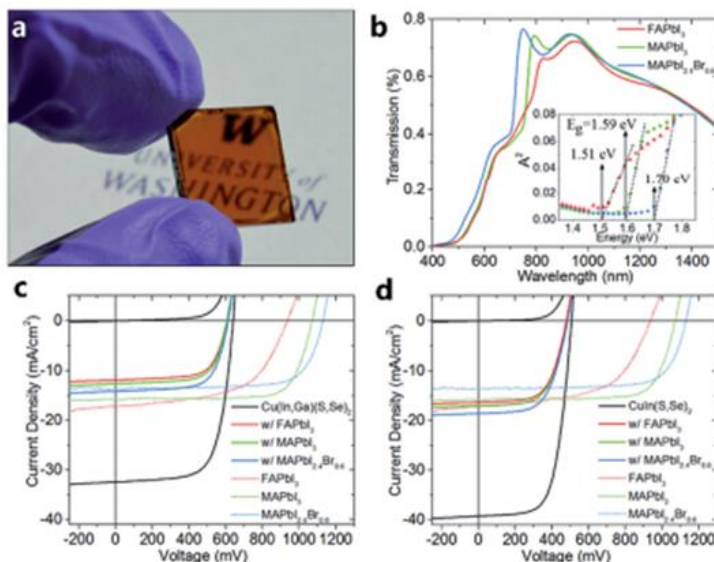 a
W
UNIVERSITY of
WASHINGTON
b
FAPbI₃
MAPbI₃
MAPbI₂.₄Br₀.₆
Transmission (%)
0.8
0.6
0.4
0.2
0.0
400 600 800 1000 1200 1400
Wavelength (nm)
A²
0.08
0.06
0.04
0.02
0.00
Eg=1.59 eV
1.51 eV
1.70 eV
1.4 1.5 1.6 1.7 1.8
Energy (eV)
c
Current Density (mA/cm²)
0
-10
-20
-30
-40
Cu(In,Ga)(S,Se)₂
w/ FAPbI₃
w/ MAPbI₃
w/ MAPbI₂.₄Br₀.₆
FAPbI₃
MAPbI₃
MAPbI₂.₄Br₀.₆
-200 0 200 400 600 800 1000 1200
Voltage (mV)
d
Current Density (mA/cm²)
0
-10
-20
-30
-40
CuIn(S,Se)₂
w/ FAPbI₃
w/ MAPbI₃
w/ MAPbI₂.₄Br₀.₆
FAPbI₃
MAPbI₃
MAPbI₂.₄Br₀.₆
-200 0 200 400 600 800 1000 1200
Voltage (mV)